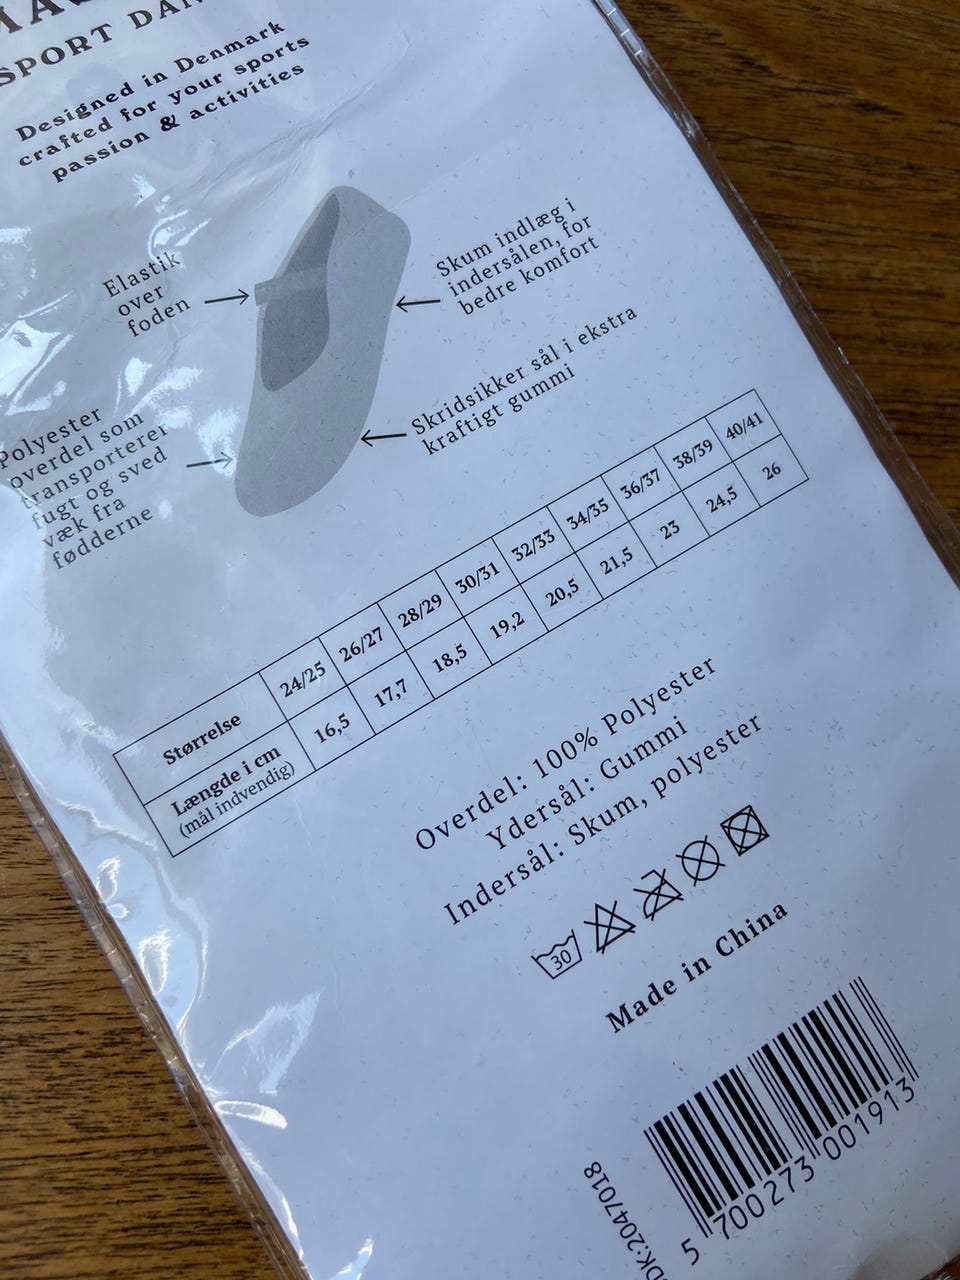 SPORT DAN
Designed in Denmark
crafted for your sports
passion & activities
Elastik
over
foden
Skum indlæg i
indersålen, for
bedre komfort
Skridsikker sål i ekstra
kraftigt gummi
Polyester
overdel som
transporterer
fugt og sved
væk fra
fødderne
Størrelse 24/25 26/27 28/29 30/31 32/33 34/35 36/37 38/39 40/41
Længde i cm 16,5 17,7 18,5 19,2 20,5 21,5 23 24,5 26
(mål indvendig)
Overdel: 100% Polyester
Ydersål: Gummi
Indersål: Skum, polyester
30
Made in China
DK:2047018
5 700273 001913